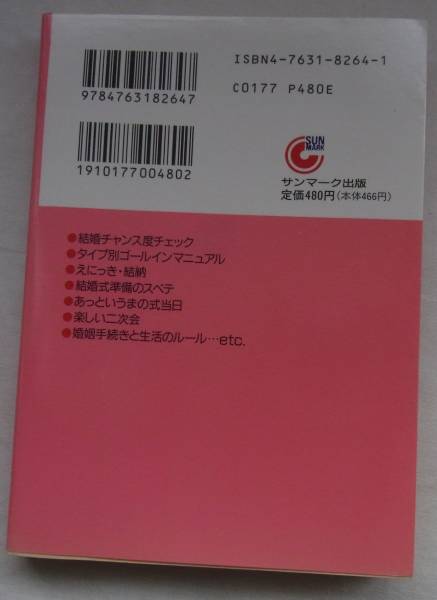 ISBN4-7631-8264-1
9784763182647
C0177 P480E
1910177004802
SUN
MARK
サンマーク出版
定価480円(本体466円)
●結婚チャンス度チェック
●タイプ別ゴールインマニュアル
●えにっき・結納
●結婚式準備のスベテ
●あっというまの式当日
●楽しい二次会
●婚姻手続きと生活のルール…etc.